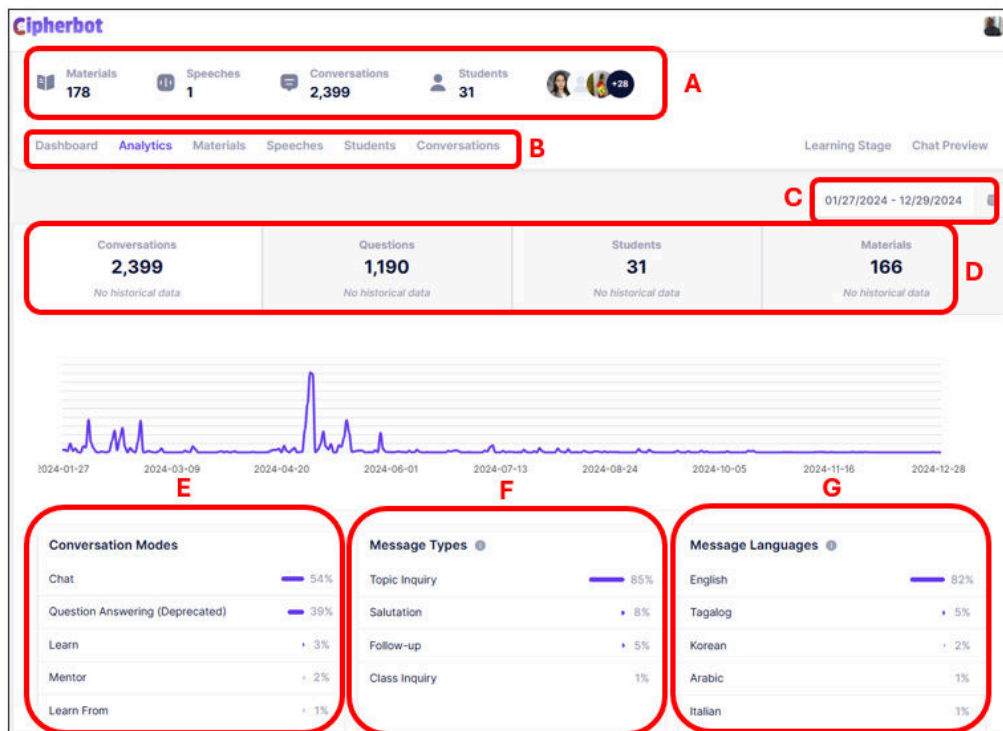 Cipherbot
Materials Speeches Conversations Students
178 1 2,399 31 +28 A
Dashboard Analytics Materials Speeches Students Conversations B Learning Stage Chat Preview
C 01/27/2024 - 12/29/2024
Conversations Questions Students Materials
2,399 1,190 31 166 D
No historical data No historical data No historical data No historical data
2024-01-27 2024-03-09 2024-04-20 2024-06-01 2024-07-13 2024-08-24 2024-10-05 2024-11-16 2024-12-28
E F G
Conversation Modes Message Types Message Languages
Chat 54% Topic Inquiry 85% English 82%
Question Answering (Deprecated) 39% Salutation 8% Tagalog 5%
Learn 3% Follow-up 5% Korean 2%
Mentor 2% Class Inquiry 1% Arabic 1%
Learn From 1% Italian 1%